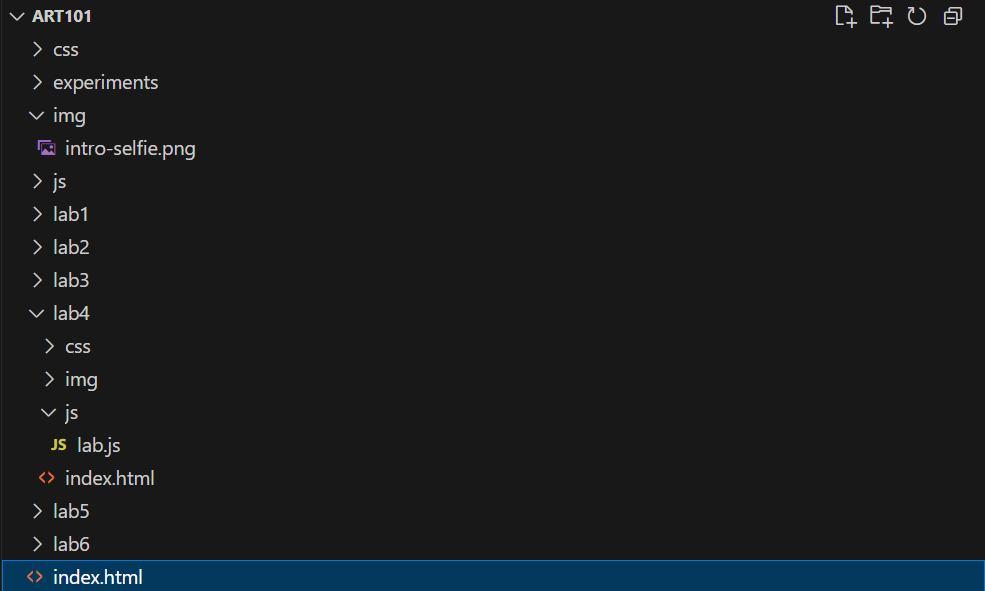 ART101
css
experiments
img
intro-selfie.png
js
lab1
lab2
lab3
lab4
css
img
js
JS lab.js
index.html
lab5
lab6
index.html